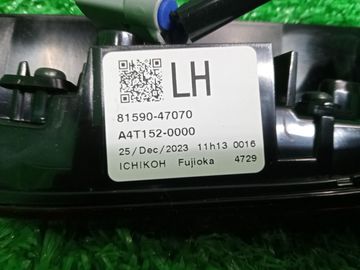 LH
81590-47070
A4T152-0000
25/Dec/2023 11h13 0016
ICHIKOH Fujioka 4729